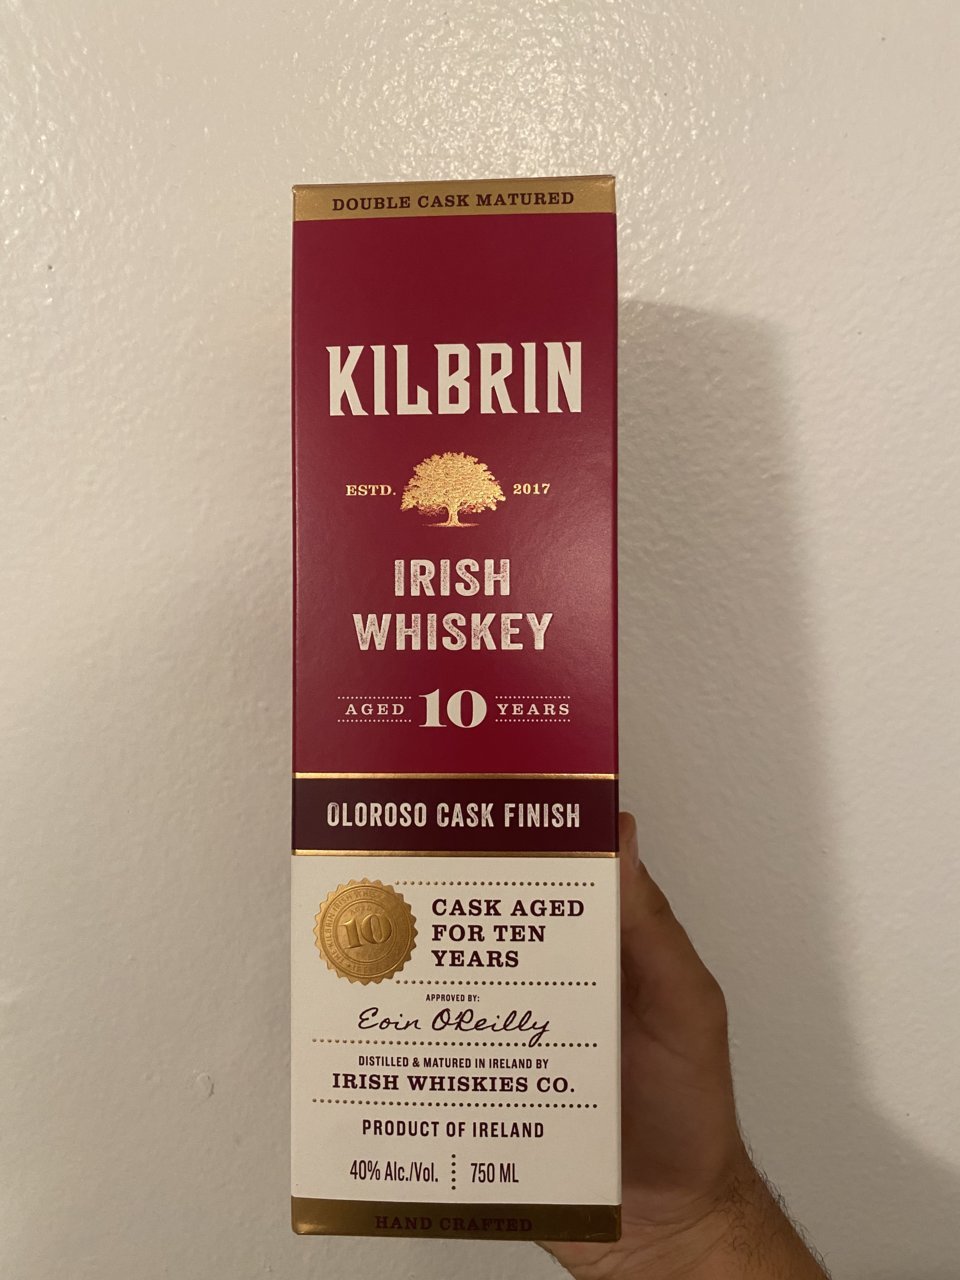 DOUBLE CASK MATURED
KILBRIN
ESTD. 2017
IRISH
WHISKEY
AGED 10 YEARS
OLOROSO CASK FINISH
10
CASK AGED
FOR TEN
YEARS
APPROVED BY:
Eoin O'Reilly
DISTILLED & MATURED IN IRELAND BY
IRISH WHISKIES CO.
PRODUCT OF IRELAND
40% Alc./Vol. 750 ML
HAND CRAFTED